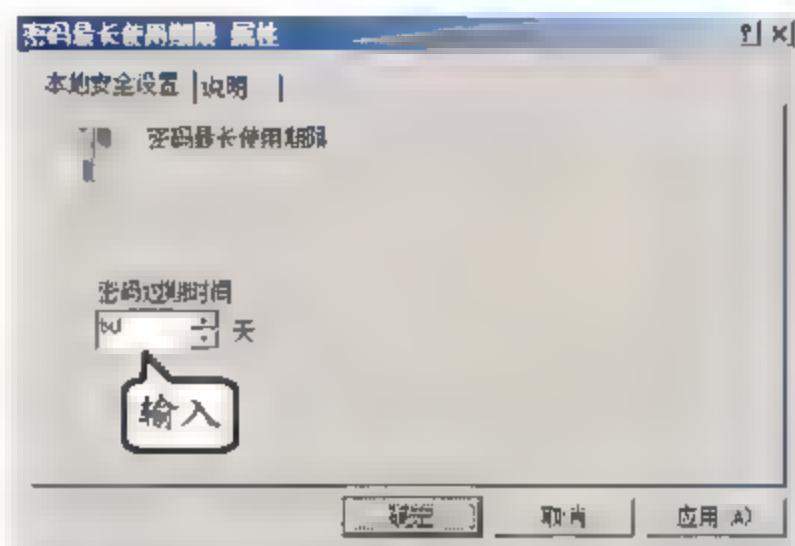 密码最长使用期限 属性
本地安全设置 说明
密码最长使用期限
密码过期时间
天
输入
确定 取消 应用(A)